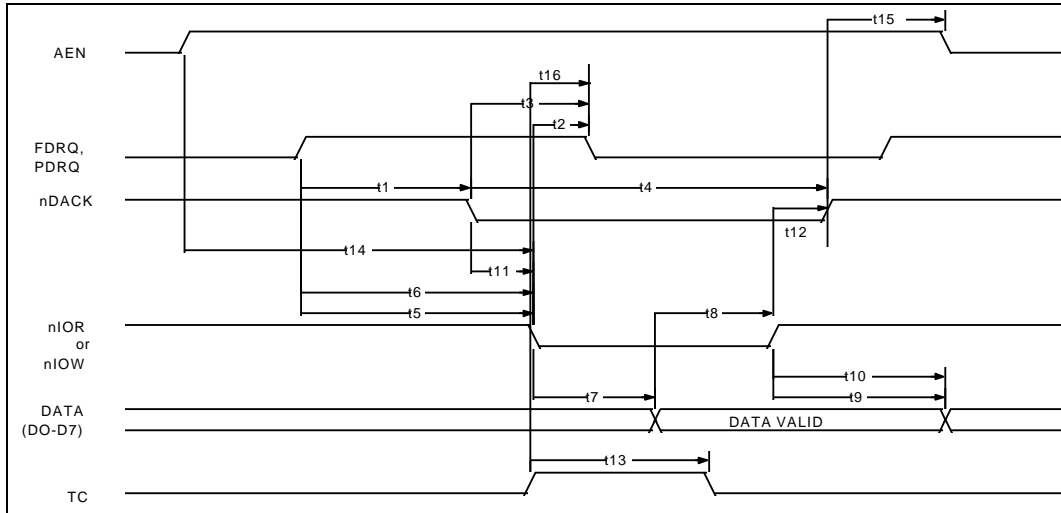 t15
AEN
t16
t3
t2
FDRQ,
PDRQ
t1
t4
nDACK
t12
t14
t11
t6
t5
t8
nIOR
or
nIOW
t10
t7
t9
DATA
(DO-D7)
DATA VALID
t13
TC